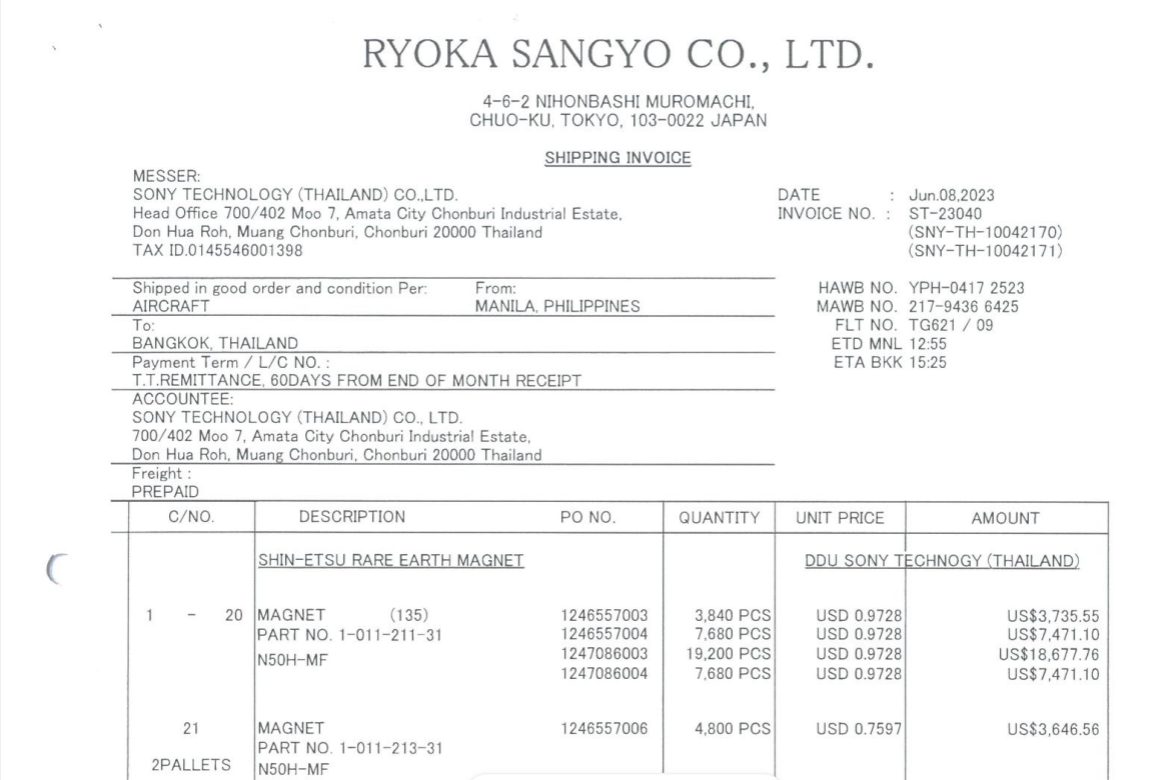 RYOKA SANGYO CO., LTD.
4-6-2 NIHONBASHI MUROMACHI,
CHUO-KU, TOKYO, 103-0022 JAPAN
SHIPPING INVOICE
MESSER:
SONY TECHNOLOGY (THAILAND) CO.,LTD.
Head Office 700/402 Moo 7, Amata City Chonburi Industrial Estate,
Don Hua Roh, Muang Chonburi, Chonburi 20000 Thailand
TAX ID.0145546001398
DATE : Jun.08,2023
INVOICE NO. : ST-23040
(SNY-TH-10042170)
(SNY-TH-10042171)
Shipped in good order and condition Per: From:
AIRCRAFT MANILA, PHILIPPINES
To:
BANGKOK, THAILAND
Payment Term / L/C NO. :
T.T.REMITTANCE, 60DAYS FROM END OF MONTH RECEIPT
ACCOUNTEE:
SONY TECHNOLOGY (THAILAND) CO., LTD.
700/402 Moo 7, Amata City Chonburi Industrial Estate,
Don Hua Roh, Muang Chonburi, Chonburi 20000 Thailand
Freight :
PREPAID
HAWB NO. YPH-0417 2523
MAWB NO. 217-9436 6425
FLT NO. TG621 / 09
ETD MNL 12:55
ETA BKK 15:25
C/NO. DESCRIPTION PO NO. QUANTITY UNIT PRICE AMOUNT
SHIN-ETSU RARE EARTH MAGNET DDU SONY TECHNOGY (THAILAND)
1 - 20 MAGNET (135) 1246557003 3,840 PCS USD 0.9728 US$3,735.55
PART NO. 1-011-211-31 1246557004 7,680 PCS USD 0.9728 US$7,471.10
N50H-MF 1247086003 19,200 PCS USD 0.9728 US$18,677.76
1247086004 7,680 PCS USD 0.9728 US$7,471.10
21 MAGNET 1246557006 4,800 PCS USD 0.7597 US$3,646.56
PART NO. 1-011-213-31
2PALLETS N50H-MF